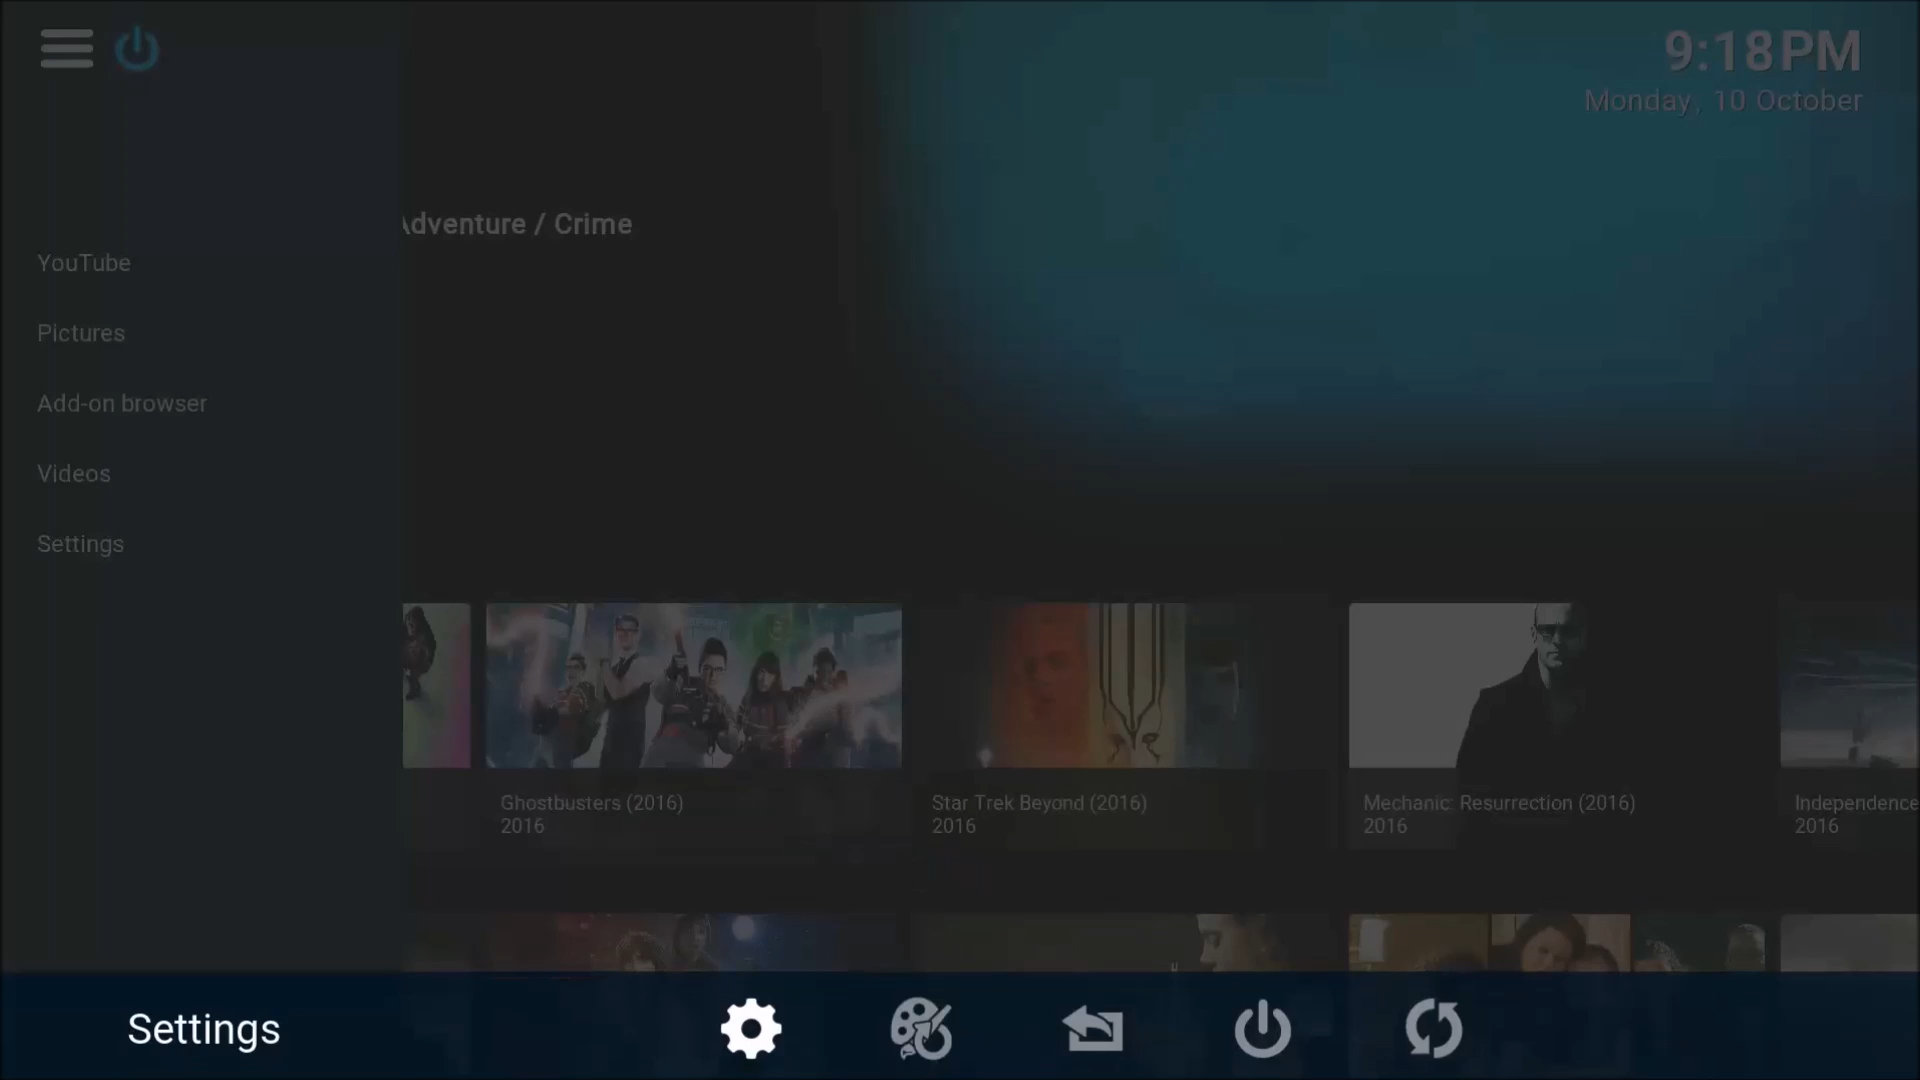 9:18PM
Monday, 10 October
Adventure / Crime
YouTube
Pictures
Add-on browser
Videos
Settings
Ghostbusters (2016)
2016
Star Trek Beyond (2016)
2016
Mechanic: Resurrection (2016)
2016
Independence
2016
Settings